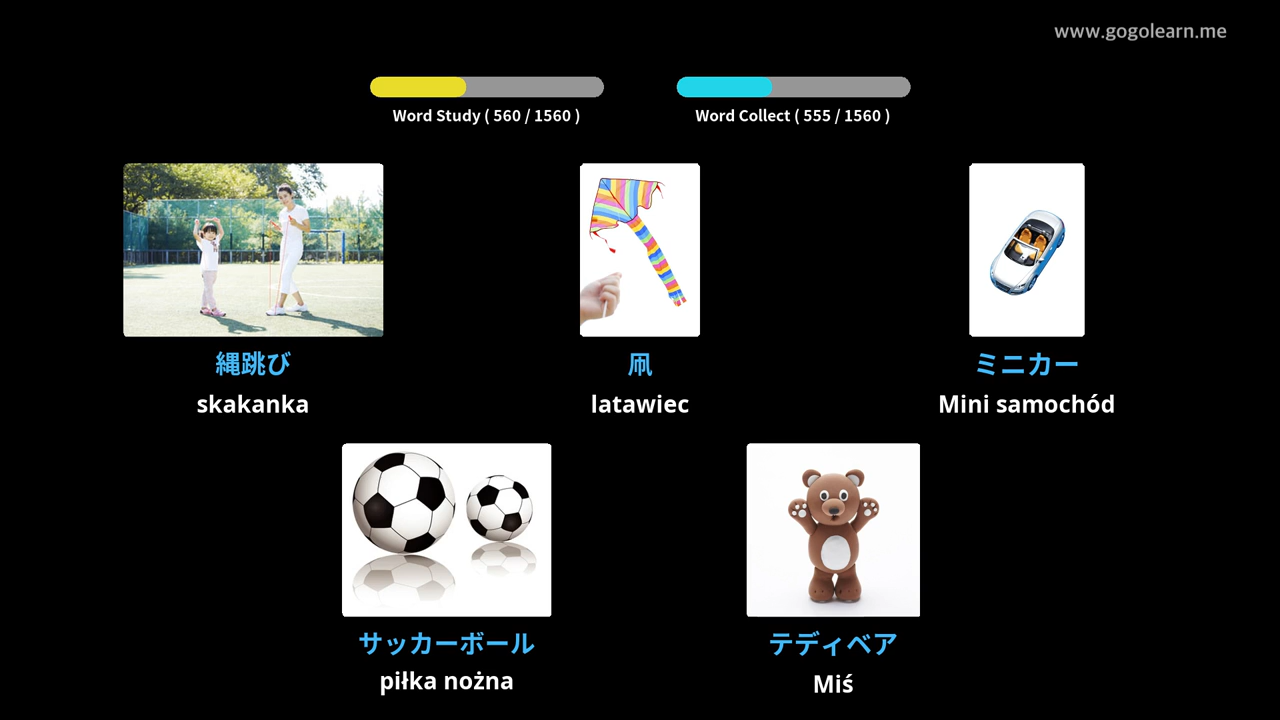 www.gogolearn.me
Word Study ( 560 / 1560 )
Word Collect ( 555 / 1560 )
縄跳び
凧
ミニカー
skakanka
latawiec
Mini samochód
サッカーボール
テディベア
piłka nożna
Miś